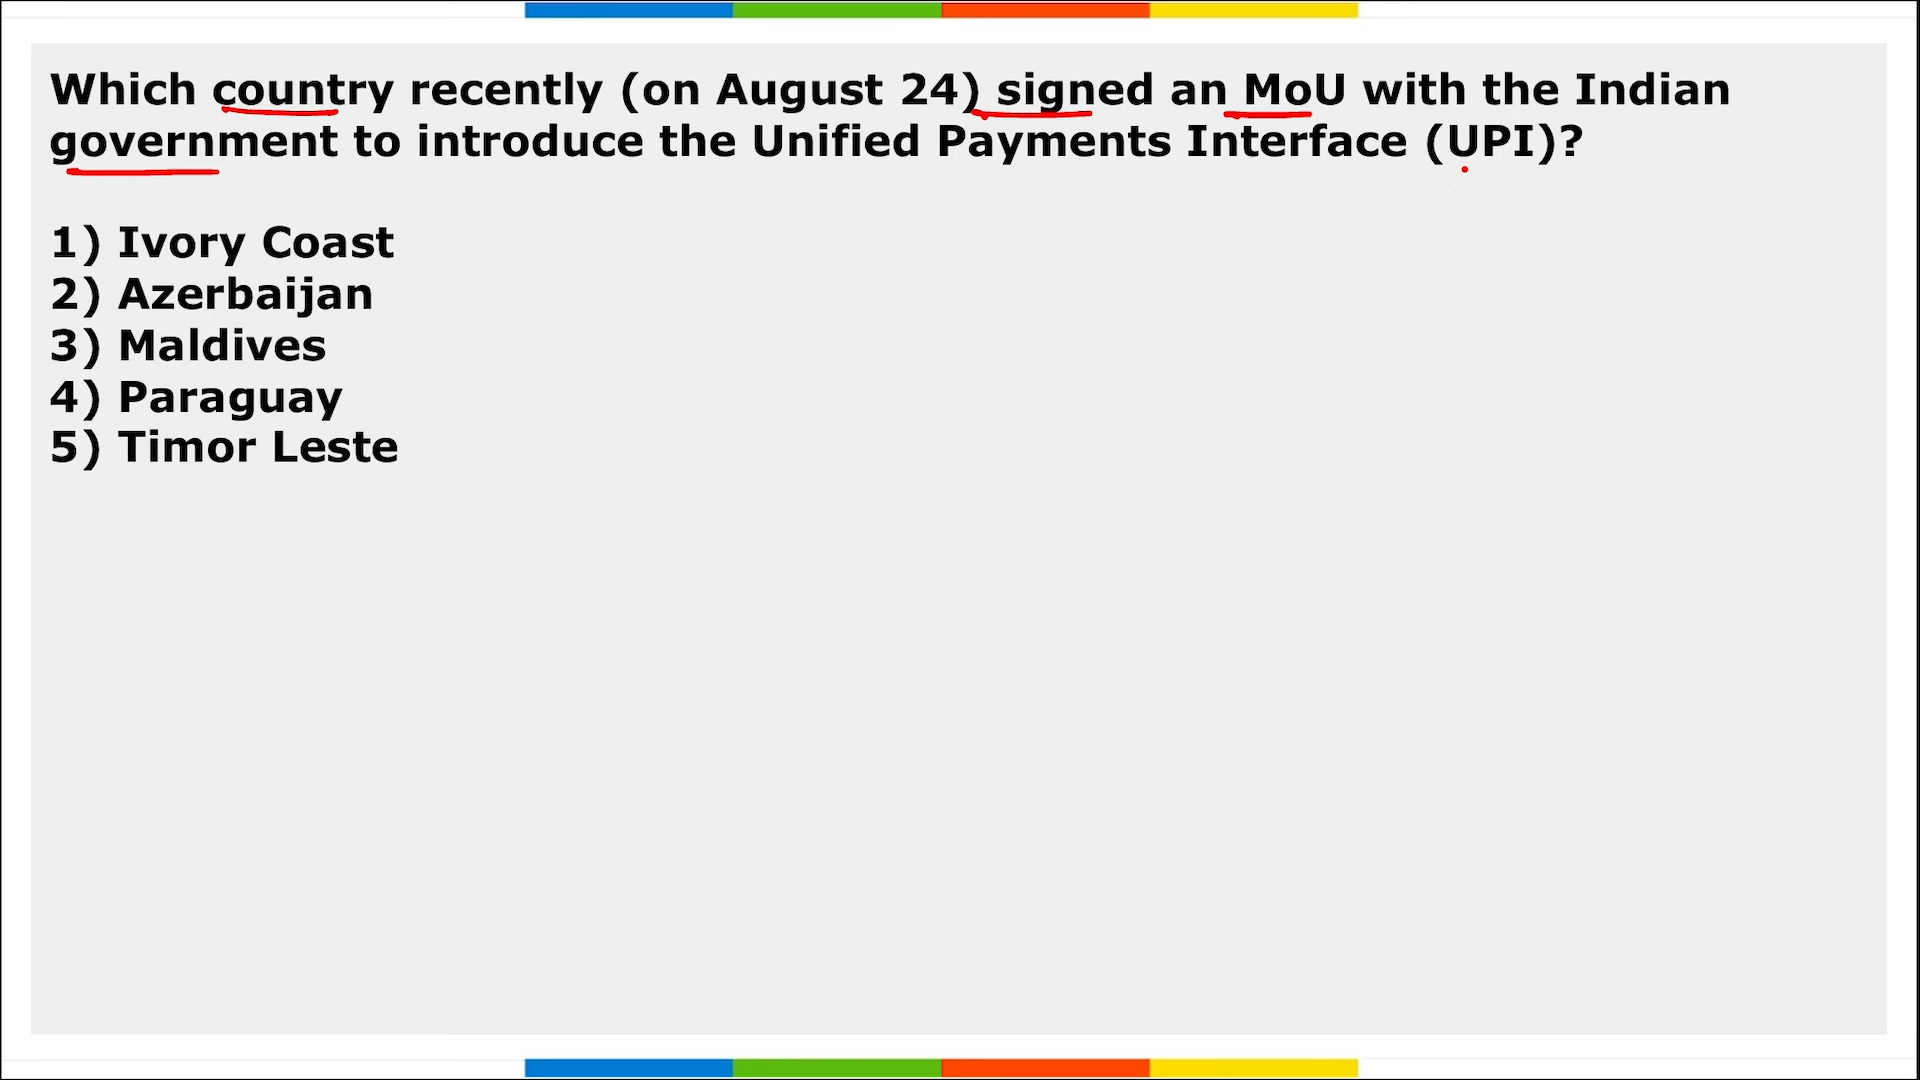 Which country recently (on August 24) signed an MoU with the Indian
government to introduce the Unified Payments Interface (UPI)?
1) Ivory Coast
2) Azerbaijan
3) Maldives
4) Paraguay
5) Timor Leste